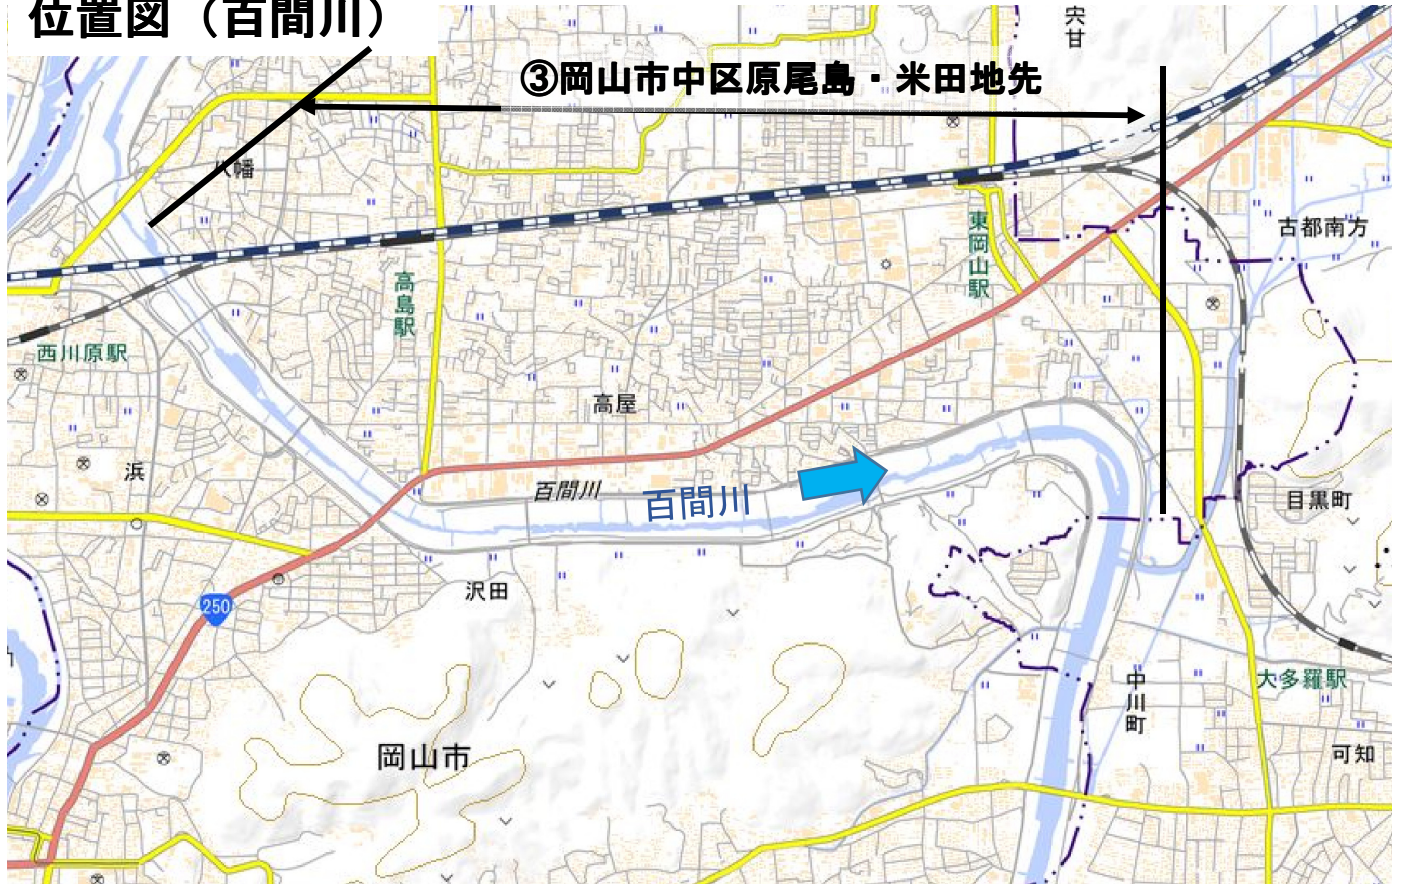 位置図（百間川）
③岡山市中区原尾島・米田地先
宍甘
八幡
古都南方
東岡山駅
高島駅
西川原駅
高屋
浜
百間川
百間川
目黒町
沢田
250
大多羅駅
中川町
岡山市
可知